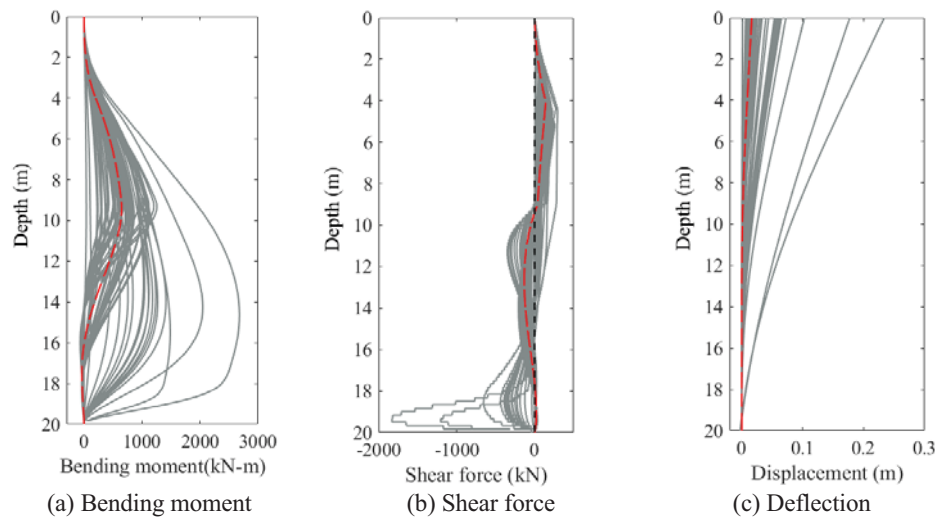 0
2
4
6
8
10
12
14
16
18
20
Depth (m)
0 1000 2000 3000
Bending moment(kN-m)
(a) Bending moment
0
2
4
6
8
10
12
14
16
18
20
Depth (m)
-2000 -1000 0
Shear force (kN)
(b) Shear force
0
2
4
6
8
10
12
14
16
18
20
Depth (m)
0 0.1 0.2 0.3
Displacement (m)
(c) Deflection